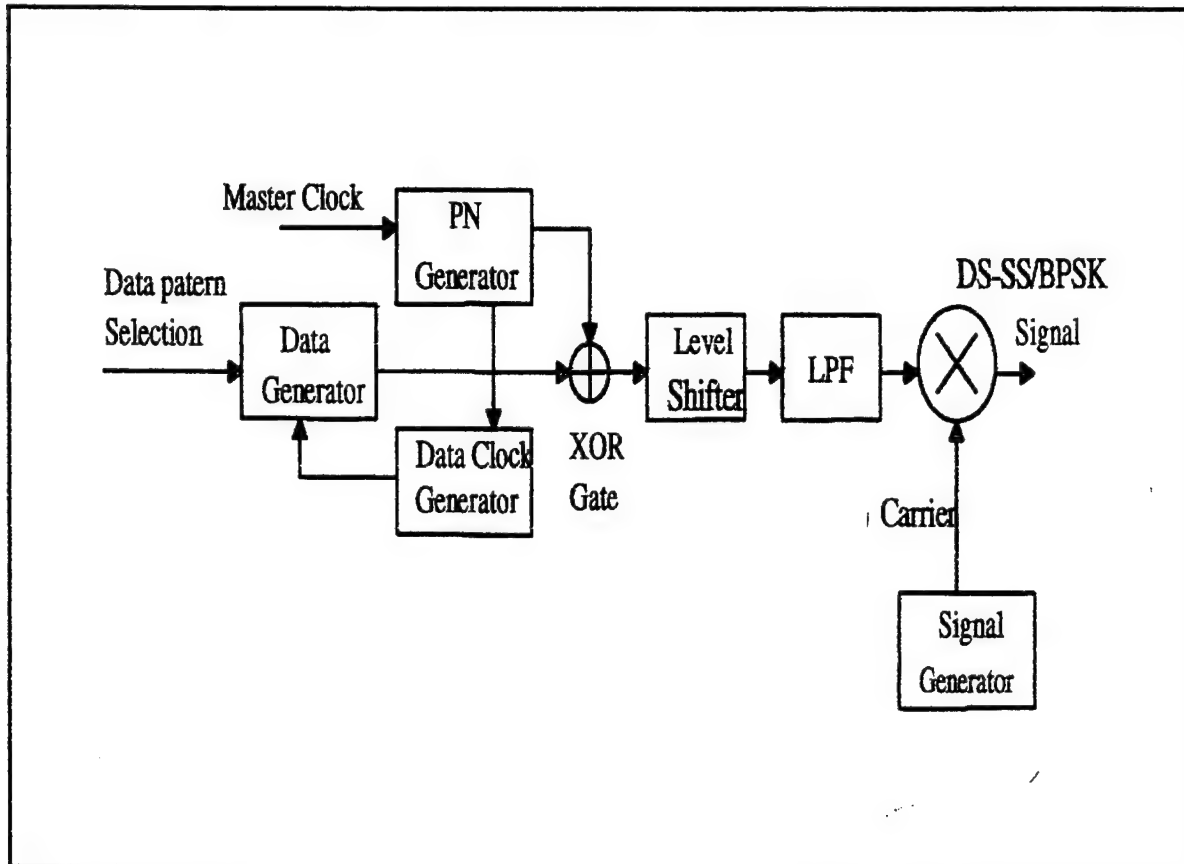 Master Clock
PN
Generator
Data patern
Selection
Data
Generator
Data Clock
Generator
XOR
Gate
Level
Shifter
LPF
DS-SS/BPSK
Signal
Carrier
Signal
Generator